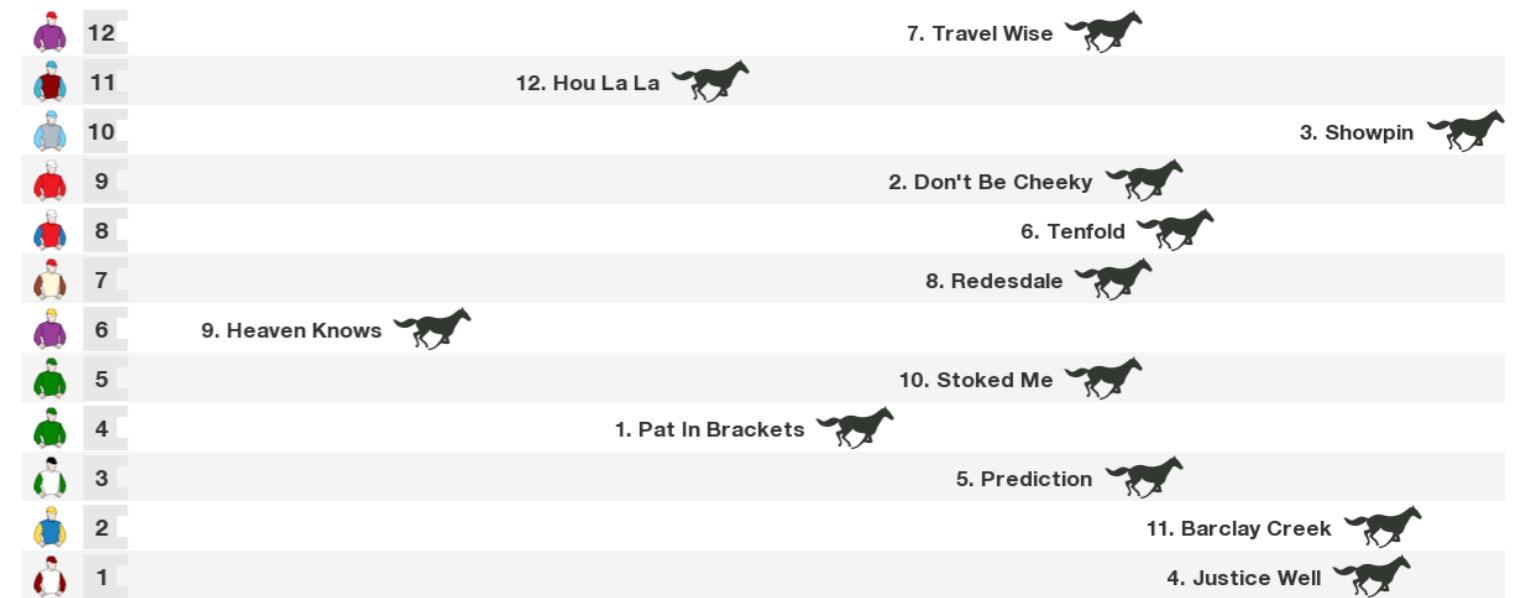 12 7. Travel Wise
11 12. Hou La La
10 3. Showpin
9 2. Don't Be Cheeky
8 6. Tenfold
7 8. Redesdale
6 9. Heaven Knows
5 10. Stoked Me
4 1. Pat In Brackets
3 5. Prediction
2 11. Barclay Creek
1 4. Justice Well